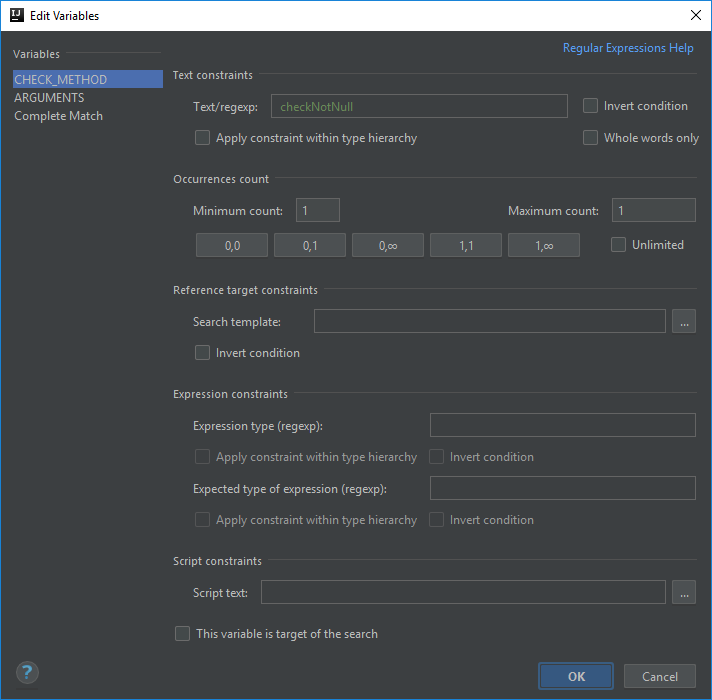 IJ Edit Variables
Variables
Regular Expressions Help
CHECK_METHOD
ARGUMENTS
Complete Match
Text constraints
Text/regexp: checkNotNull Invert condition
Apply constraint within type hierarchy Whole words only
Occurrences count
Minimum count: 1 Maximum count: 1
0,0 0,1 0,∞ 1,1 1,∞ Unlimited
Reference target constraints
Search template: ...
Invert condition
Expression constraints
Expression type (regexp):
Apply constraint within type hierarchy Invert condition
Expected type of expression (regexp):
Apply constraint within type hierarchy Invert condition
Script constraints
Script text: ...
This variable is target of the search
? OK Cancel